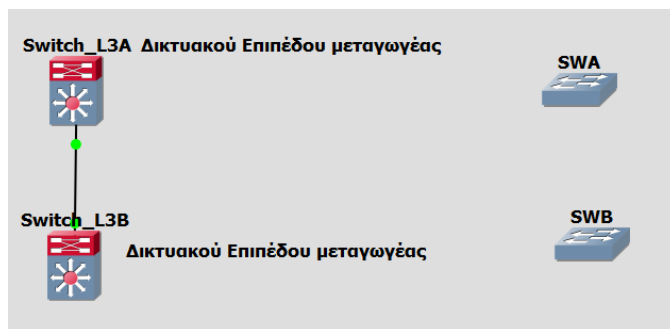 Switch_L3A Δικτυακού Επιπέδου μεταγωγέας
SWA
Switch_L3B
SWB
Δικτυακού Επιπέδου μεταγωγέας